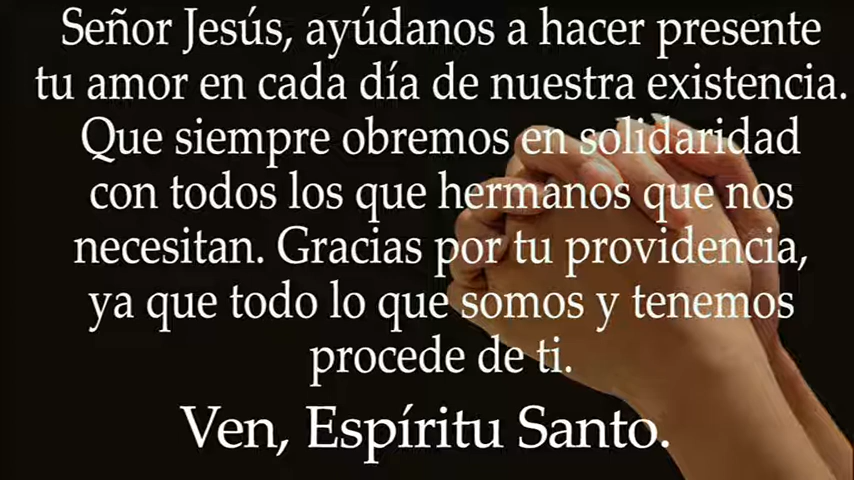 Señor Jesús, ayúdanos a hacer presente
tu amor en cada día de nuestra existencia.
Que siempre obremos en solidaridad
con todos los que hermanos que nos
necesitan. Gracias por tu providencia,
ya que todo lo que somos y tenemos
procede de ti.
Ven, Espíritu Santo.